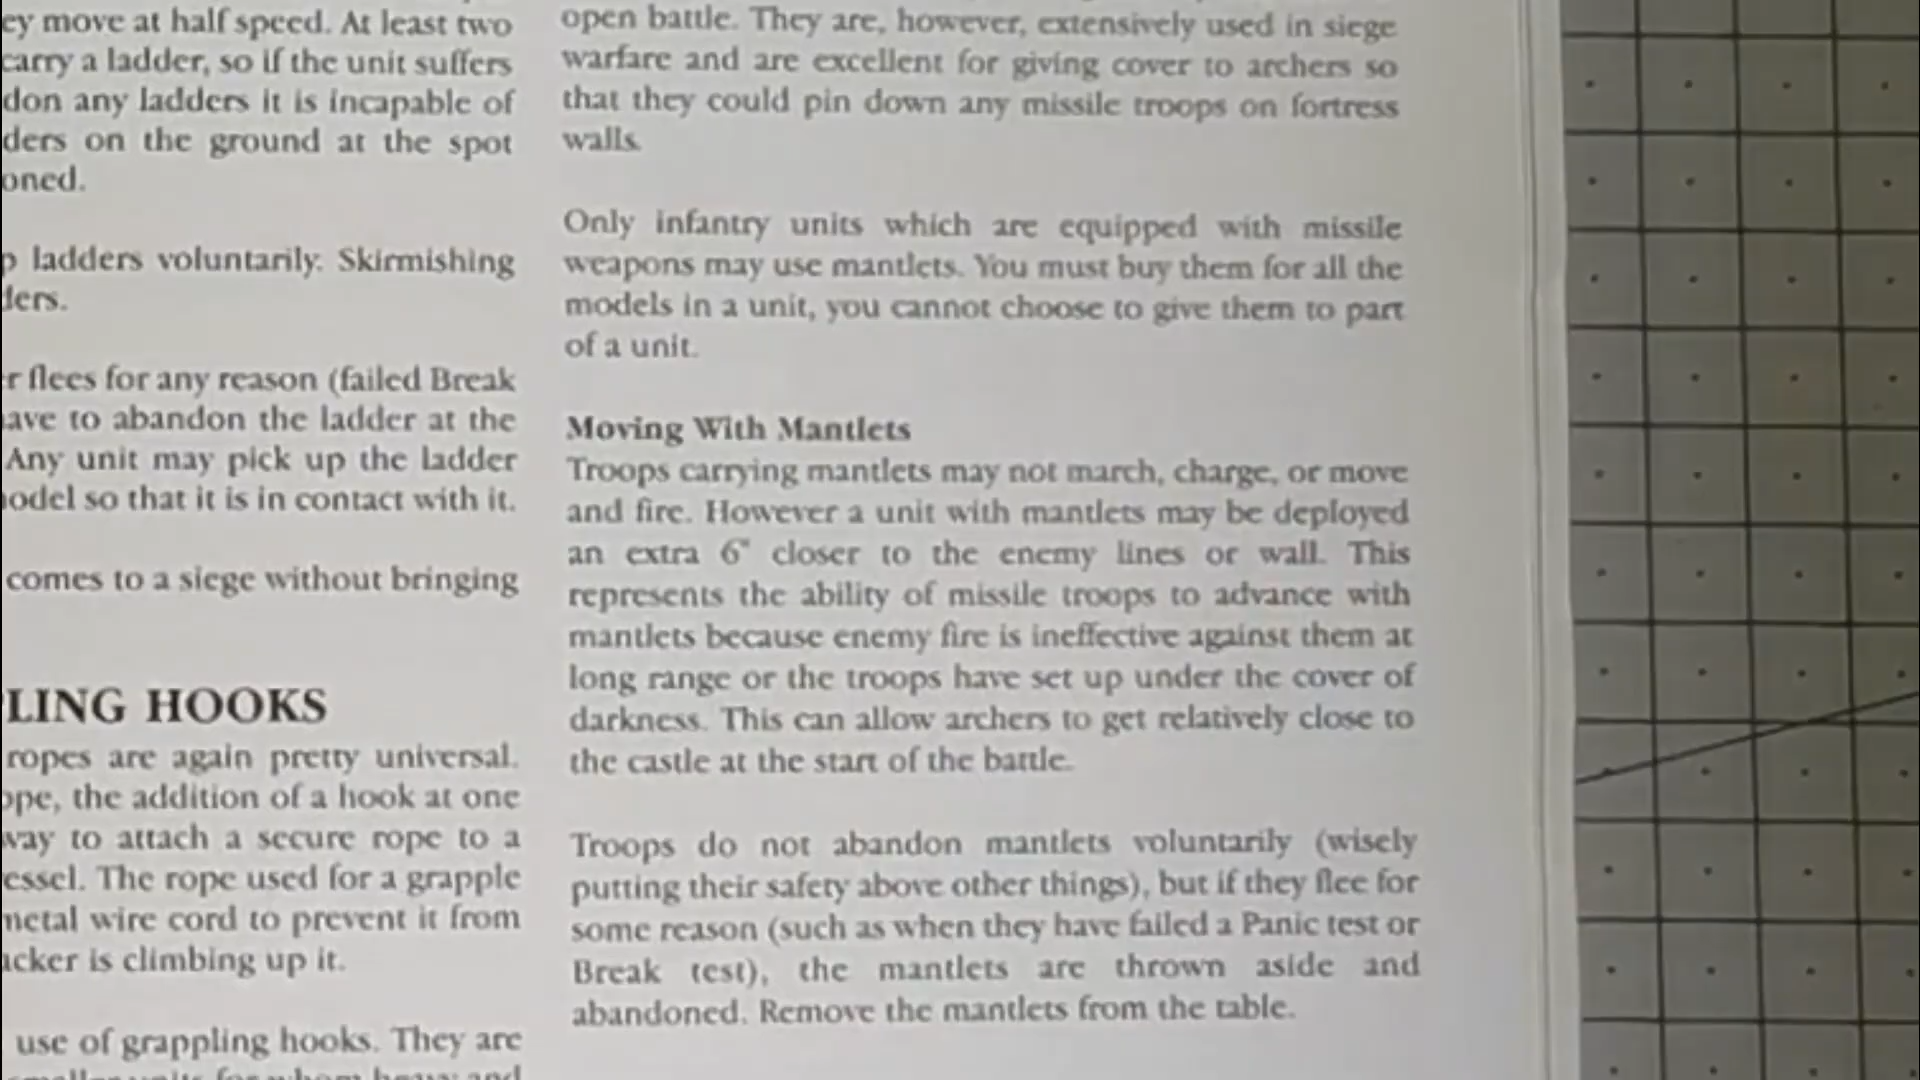 ey move at half speed. At least two
carry a ladder, so if the unit suffers
don any ladders it is incapable of
ders on the ground at the spot
oned.
p ladders voluntarily. Skirmishing
ders.
r flees for any reason (failed Break
ave to abandon the ladder at the
Any unit may pick up the ladder
odel so that it is in contact with it.
comes to a siege without bringing
LING HOOKS
ropes are again pretty universal.
ope, the addition of a hook at one
way to attach a secure rope to a
essel. The rope used for a grapple
metal wire cord to prevent it from
acker is climbing up it.
use of grappling hooks. They are
smaller units for whom heavy and
open battle. They are, however, extensively used in siege
warfare and are excellent for giving cover to archers so
that they could pin down any missile troops on fortress
walls.
Only infantry units which are equipped with missile
weapons may use mantlets. You must buy them for all the
models in a unit, you cannot choose to give them to part
of a unit.
Moving With Mantlets
Troops carrying mantlets may not march, charge, or move
and fire. However a unit with mantlets may be deployed
an extra 6" closer to the enemy lines or wall. This
represents the ability of missile troops to advance with
mantlets because enemy fire is ineffective against them at
long range or the troops have set up under the cover of
darkness. This can allow archers to get relatively close to
the castle at the start of the battle.
Troops do not abandon mantlets voluntarily (wisely
putting their safety above other things), but if they flee for
some reason (such as when they have failed a Panic test or
Break test), the mantlets are thrown aside and
abandoned. Remove the mantlets from the table.